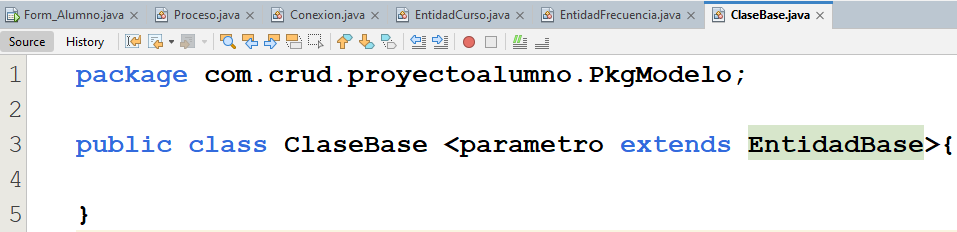 Form_Alumno.java Proceso.java Conexion.java EntidadCurso.java EntidadFrecuencia.java ClaseBase.java
Source History
1 package com.crud.proyectoalumno.PkgModelo;
2
3 public class ClaseBase <parametro extends EntidadBase>{
4
5 }